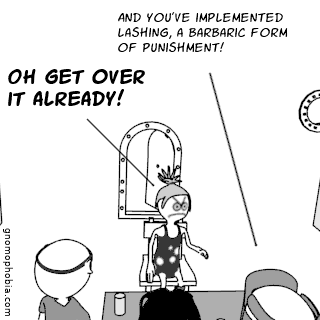 AND YOU'VE IMPLEMENTED
LASHING, A BARBARIC FORM
OF PUNISHMENT!
OH GET OVER
IT ALREADY!
gnomophobia.com